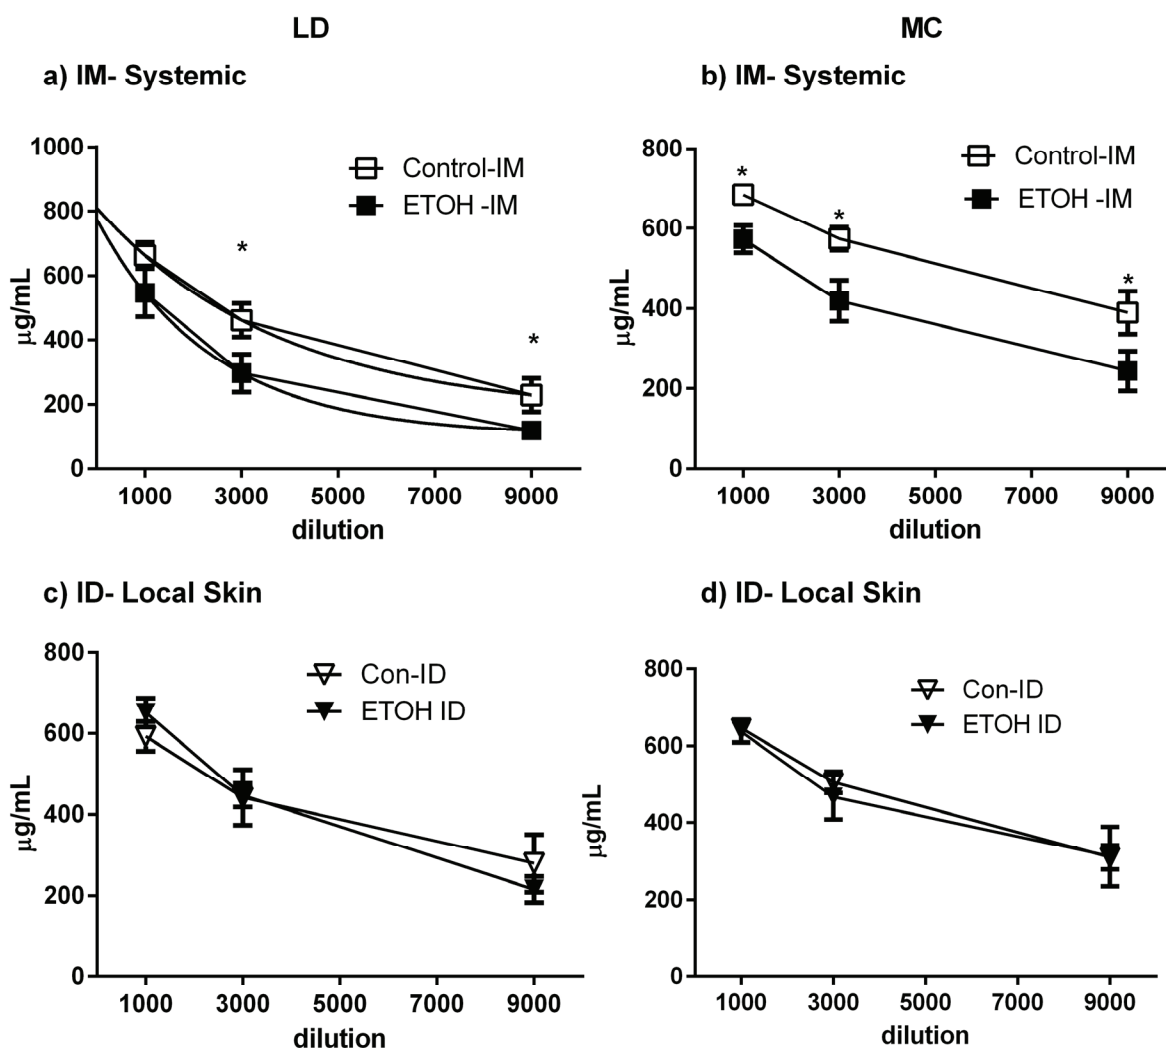 LD
MC
a) IM- Systemic
b) IM- Systemic
1000
800
600
400
200
0
µg/mL
Control-IM
ETOH -IM
*
*
1000 3000 5000 7000 9000
dilution
800
600
400
200
0
µg/mL
Control-IM
ETOH -IM
*
*
*
1000 3000 5000 7000 9000
dilution
c) ID- Local Skin
d) ID- Local Skin
800
600
400
200
0
µg/mL
Con-ID
ETOH ID
1000 3000 5000 7000 9000
dilution
800
600
400
200
0
µg/mL
Con-ID
ETOH ID
1000 3000 5000 7000 9000
dilution